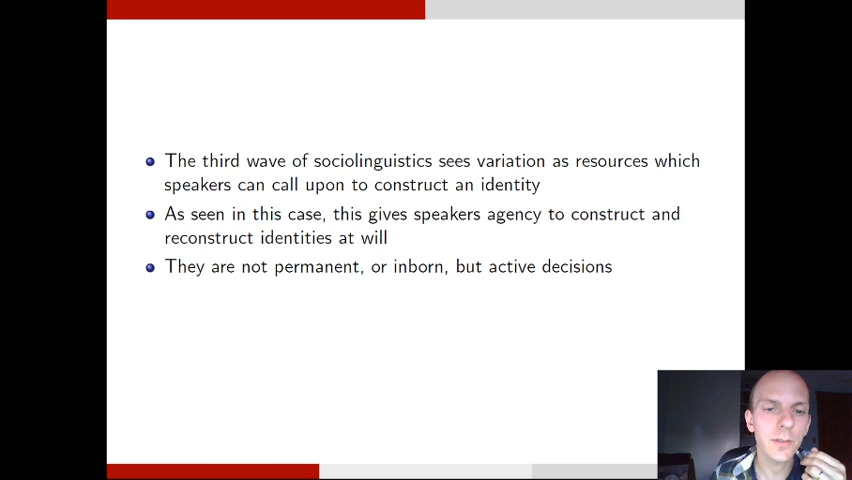 The third wave of sociolinguistics sees variation as resources which
speakers can call upon to construct an identity
As seen in this case, this gives speakers agency to construct and
reconstruct identities at will
They are not permanent, or inborn, but active decisions